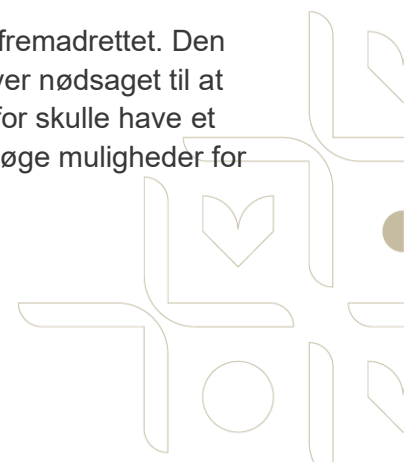 fremadrettet. Den
ver nødsaget til at
for skulle have et
øge muligheder for